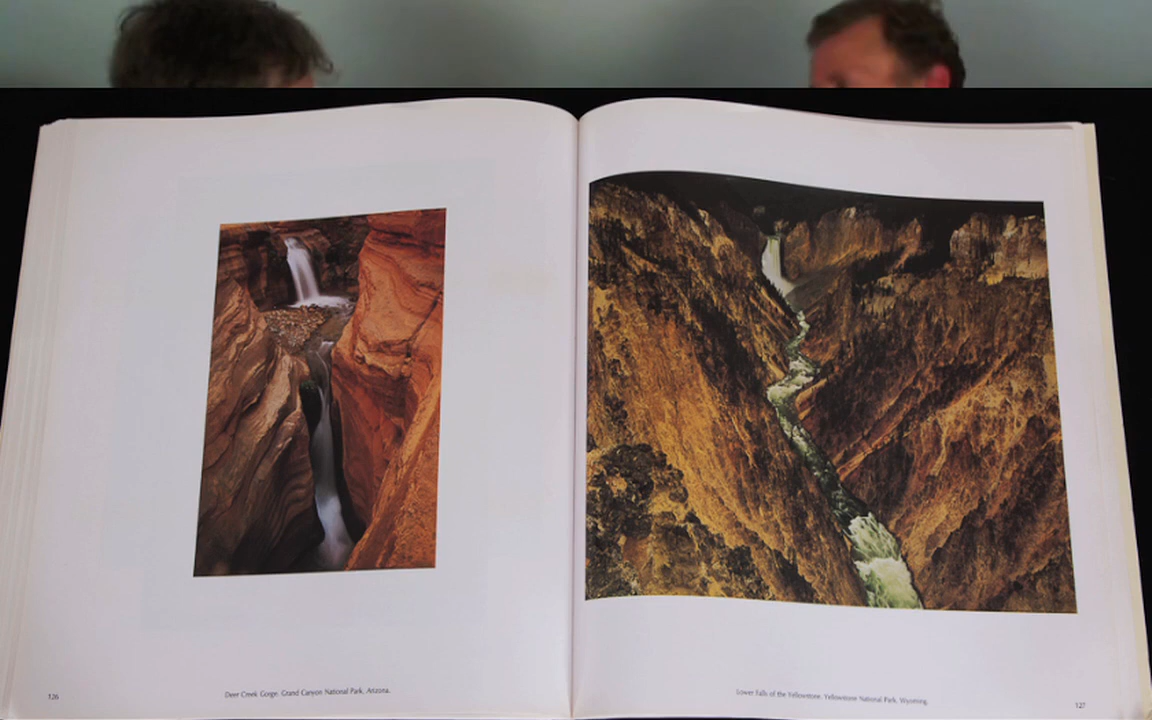 126
Deer Creek Gorge. Grand Canyon National Park, Arizona.
Lower Falls of the Yellowstone. Yellowstone National Park, Wyoming.
127